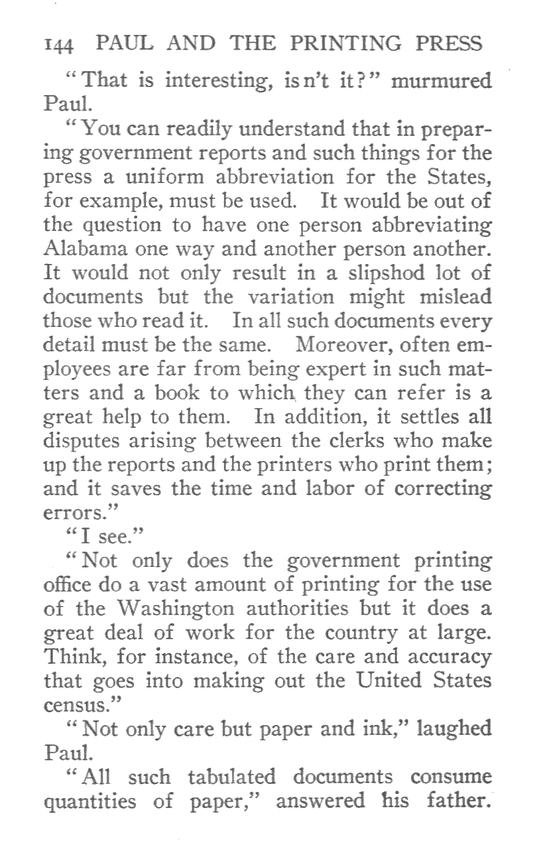 144 PAUL AND THE PRINTING PRESS
“That is interesting, isn't it?” murmured
Paul.
“You can readily understand that in prepar-
ing government reports and such things for the
press a uniform abbreviation for the States,
for example, must be used. It would be out of
the question to have one person abbreviating
Alabama one way and another person another.
It would not only result in a slipshod lot of
documents but the variation might mislead
those who read it. In all such documents every
detail must be the same. Moreover, often em-
ployees are far from being expert in such mat-
ters and a book to which they can refer is a
great help to them. In addition, it settles all
disputes arising between the clerks who make
up the reports and the printers who print them;
and it saves the time and labor of correcting
errors.”
“I see.”
“Not only does the government printing
office do a vast amount of printing for the use
of the Washington authorities but it does a
great deal of work for the country at large.
Think, for instance, of the care and accuracy
that goes into making out the United States
census.”
“Not only care but paper and ink,” laughed
Paul.
“All such tabulated documents consume
quantities of paper,” answered his father.